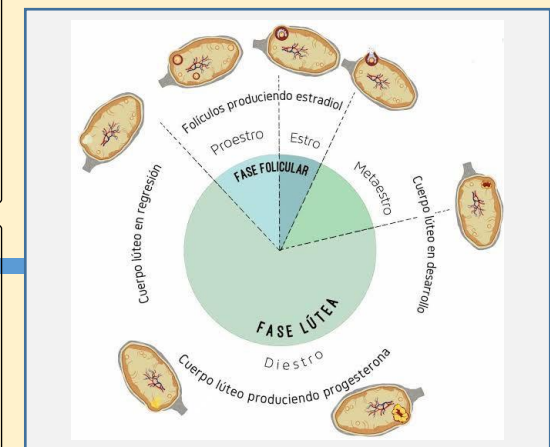 Folículos produciendo estradiol
Proestro
Estro
FASE FOLICULAR
Metaestro
Cuerpo lúteo en regresión
Cuerpo lúteo en desarrollo
FASE LÚTEA
Diestro
Cuerpo lúteo produciendo progesterona